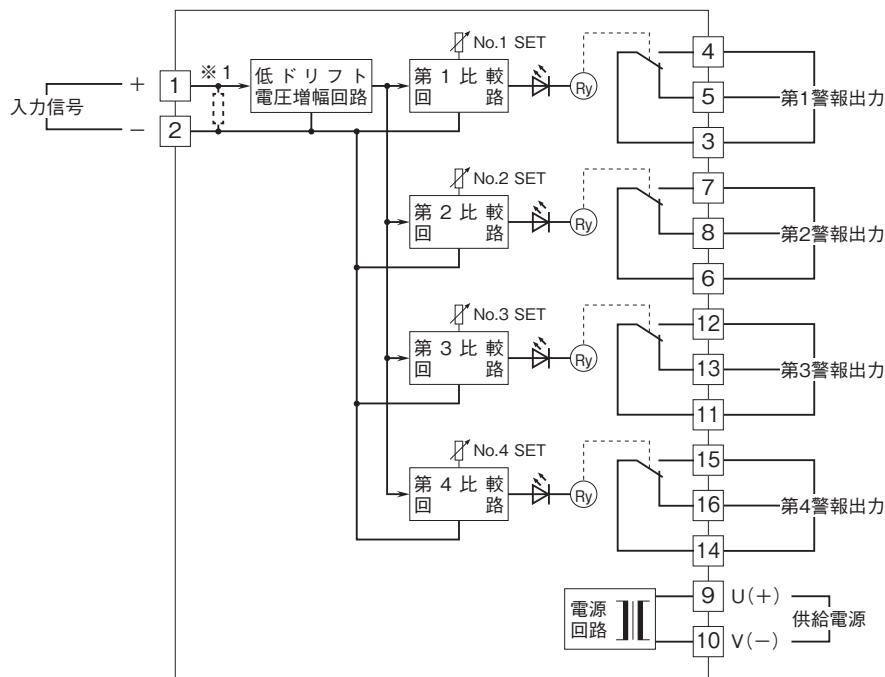 入力信号
+
−
1
2
※1
低ドリフト
電圧増幅回路
No.1 SET
第1比較
回路
Ry
4
5
3
第1警報出力
No.2 SET
第2比較
回路
Ry
7
8
6
第2警報出力
No.3 SET
第3比較
回路
Ry
12
13
11
第3警報出力
No.4 SET
第4比較
回路
Ry
15
16
14
第4警報出力
電源
回路
9
10
U(+)
V(−)
供給電源